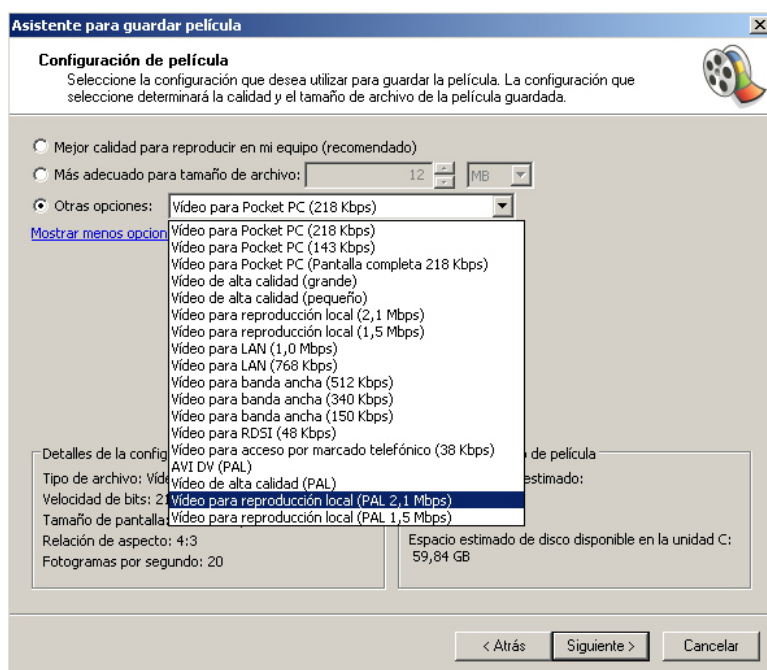 Asistente para guardar película
Configuración de película
Seleccione la configuración que desea utilizar para guardar la película. La configuración que
seleccione determinará la calidad y el tamaño de archivo de la película guardada.
Mejor calidad para reproducir en mi equipo (recomendado)
Más adecuado para tamaño de archivo: 12 MB
Otras opciones: Vídeo para Pocket PC (218 Kbps)
Mostrar menos opcion
Vídeo para Pocket PC (218 Kbps)
Vídeo para Pocket PC (143 Kbps)
Vídeo para Pocket PC (Pantalla completa 218 Kbps)
Vídeo de alta calidad (grande)
Vídeo de alta calidad (pequeño)
Vídeo para reproducción local (2,1 Mbps)
Vídeo para reproducción local (1,5 Mbps)
Vídeo para LAN (1,0 Mbps)
Vídeo para LAN (768 Kbps)
Vídeo para banda ancha (512 Kbps)
Vídeo para banda ancha (340 Kbps)
Vídeo para banda ancha (150 Kbps)
Vídeo para RDSI (48 Kbps)
Vídeo para acceso por marcado telefónico (38 Kbps)
AVI DV (PAL)
Vídeo de alta calidad (PAL)
Vídeo para reproducción local (PAL 2,1 Mbps)
Vídeo para reproducción local (PAL 1,5 Mbps)
Detalles de la config
Tipo de archivo: Víde
Velocidad de bits: 21
Tamaño de pantalla:
Relación de aspecto: 4:3
Fotogramas por segundo: 20
de película
estimado:
Espacio estimado de disco disponible en la unidad C:
59,84 GB
< Atrás
Siguiente >
Cancelar